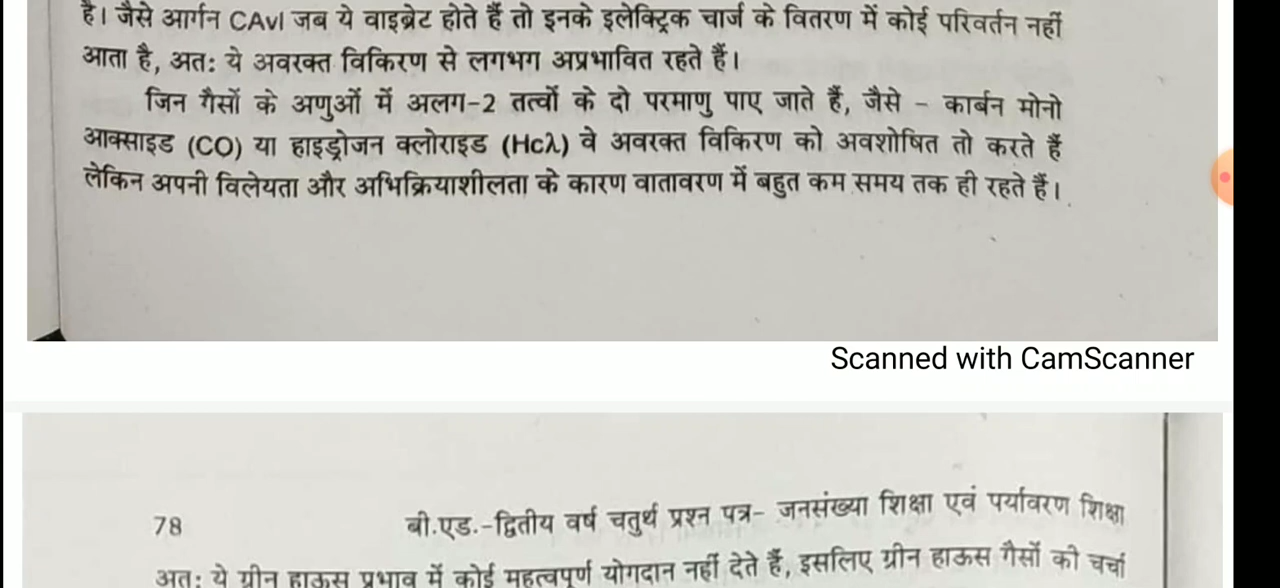 है। जैसे आर्गन CAvl जब ये वाइब्रेट होते हैं तो इनके इलेक्ट्रिक चार्ज के वितरण में कोई परिवर्तन नहीं
आता है, अतः ये अवरक्त विकिरण से लगभग अप्रभावित रहते हैं।
जिन गैसों के अणुओं में अलग-2 तत्वों के दो परमाणु पाए जाते हैं, जैसे - कार्बन मोनो
आक्साइड (CO) या हाइड्रोजन क्लोराइड (Hcλ) वे अवरक्त विकिरण को अवशोषित तो करते हैं
लेकिन अपनी विलेयता और अभिक्रियाशीलता के कारण वातावरण में बहुत कम समय तक ही रहते हैं।
Scanned with CamScanner
78 बी.एड.-द्वितीय वर्ष चतुर्थ प्रश्न पत्र- जनसंख्या शिक्षा एवं पर्यावरण शिक्षा
अतः ये ग्रीन हाऊस प्रभाव में कोई महत्वपूर्ण योगदान नहीं देते हैं, इसलिए ग्रीन हाऊस गैसों की चर्चा